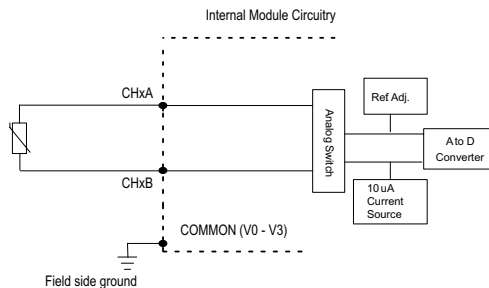 Internal Module Circuitry
CHxA
Ref Adj.
Analog Switch
A to D
Converter
CHxB
10 uA
Current
Source
COMMON (V0 - V3)
Field side ground